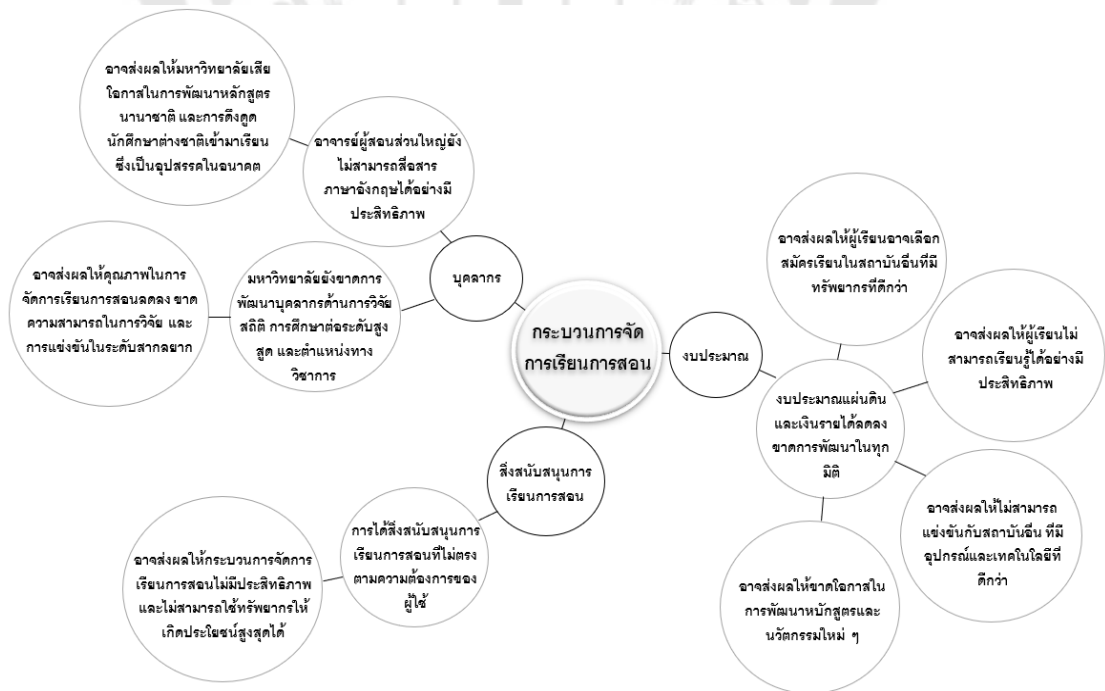 อาจส่งผลให้มหาวิทยาลัยเสีย
โอกาสในการพัฒนาหลักสูตร
นานาชาติ และการดึงดูด
นักศึกษาต่างชาติเข้ามาเรียน
ซึ่งเป็นอุปสรรคในอนาคต
อาจารย์ผู้สอนส่วนใหญ่ยัง
ไม่สามารถสื่อสาร
ภาษาอังกฤษได้อย่างมี
ประสิทธิภาพ
บุคลากร
อาจส่งผลให้คุณภาพในการ
จัดการเรียนการสอนลดลง ขาด
ความสามารถในการวิจัย และ
การแข่งขันในระดับสากลยาก
มหาวิทยาลัยยังขาดการ
พัฒนาบุคลากรด้านการวิจัย
สถิติ การศึกษาต่อระดับสูง
สุด และตำแหน่งทาง
วิชาการ
กระบวนการจัด
การเรียนการสอน
งบประมาณ
อาจส่งผลให้ผู้เรียนอาจเลือก
สมัครเรียนในสถาบันอื่นที่มี
ทรัพยากรที่ดีกว่า
อาจส่งผลให้ผู้เรียนไม่
สามารถเรียนรู้ได้อย่างมี
ประสิทธิภาพ
งบประมาณแผ่นดิน
และเงินรายได้ลดลง
ขาดการพัฒนาในทุก
มิติ
อาจส่งผลให้ไม่สามารถ
แข่งขันกับสถาบันอื่น ที่มี
อุปกรณ์และเทคโนโลยีที่
ดีกว่า
อาจส่งผลให้ขาดโอกาสใน
การพัฒนาหบักสูตรและ
นวัตกรรมใหม่ ๆ
สิ่งสนับสนุนการ
เรียนการสอน
การได้สิ่งสนับสนุนการ
เรียนการสอนที่ไม่ตรง
ตามความต้องการของ
ผู้ใช้
อาจส่งผลให้กระบวนการจัดการ
เรียนการสอนไม่มีประสิทธิภาพ
และไม่สามารถใช้ทรัพยากรให้
เกิดประโยชน์สูงสุดได้